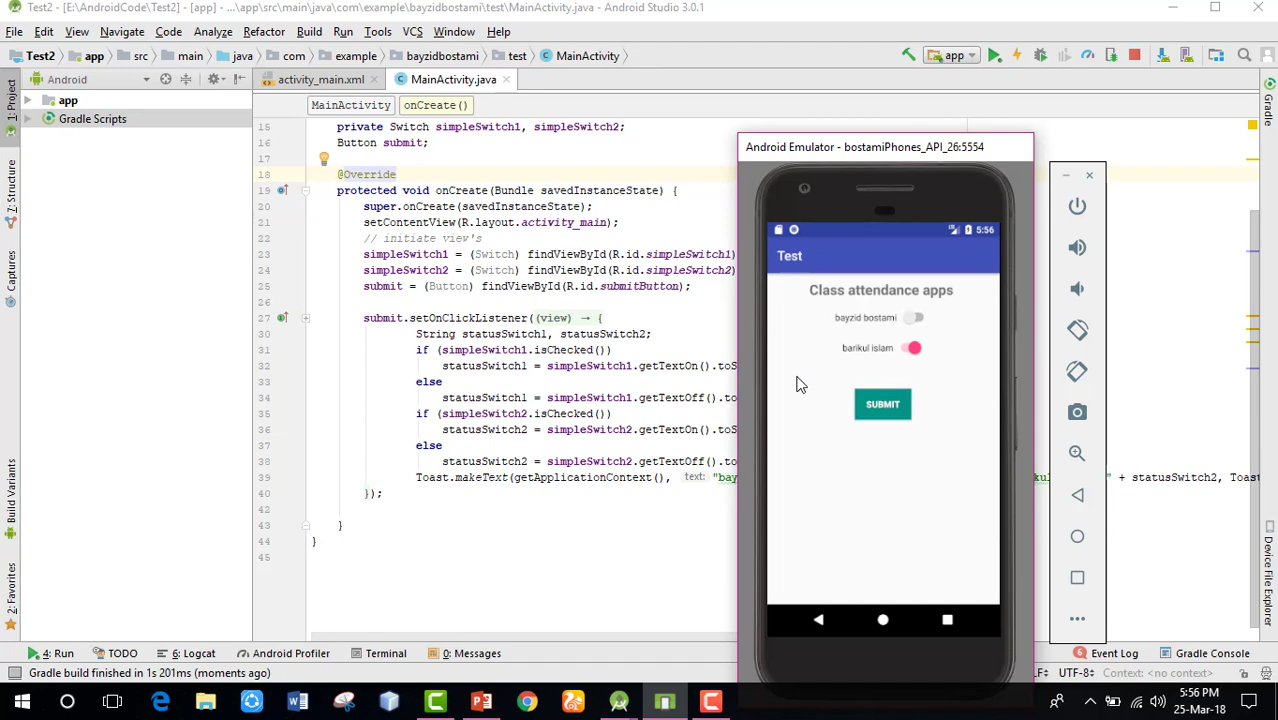 Test2 - [E:\AndroidCode\Test2] - [app] - ...\app\src\main\java\com\example\bayzidbostami\test\MainActivity.java - Android Studio 3.0.1
File Edit View Navigate Code Analyze Refactor Build Run Tools VCS Window Help
Test2 app src main java com example bayzidbostami test MainActivity app
Android activity_main.xml MainActivity.java
MainActivity onCreate()
app
Gradle Scripts
1: Project
7: Structure
Captures
Build Variants
2: Favorites
15 private Switch simpleSwitch1, simpleSwitch2;
16 Button submit;
17
18 @Override
19 protected void onCreate(Bundle savedInstanceState) {
20 super.onCreate(savedInstanceState);
21 setContentView(R.layout.activity_main);
22 // initiate view's
23 simpleSwitch1 = (Switch) findViewById(R.id.simpleSwitch1)
24 simpleSwitch2 = (Switch) findViewById(R.id.simpleSwitch2)
25 submit = (Button) findViewById(R.id.submitButton);
26
27 submit.setOnClickListener((view) → {
30 String statusSwitch1, statusSwitch2;
31 if (simpleSwitch1.isChecked())
32 statusSwitch1 = simpleSwitch1.getTextOn().toS
33 else
34 statusSwitch1 = simpleSwitch1.getTextOff().to
35 if (simpleSwitch2.isChecked())
36 statusSwitch2 = simpleSwitch2.getTextOn().toS
37 else
38 statusSwitch2 = simpleSwitch2.getTextOff().to
39 Toast.makeText(getApplicationContext(), text: "bay kul " + statusSwitch2, Toast
40 });
42
43 }
44 }
45
Android Emulator - bostamiPhones_API_26:5554
5:56
Test
Class attendance apps
bayzid bostami
barikul islam
SUBMIT
Gradle
Device File Explorer
4: Run TODO 6: Logcat Android Profiler Terminal 0: Messages 6 Event Log Gradle Console
Gradle build finished in 1s 201ms (moments ago) LF÷ UTF-8÷ Context: <no context>
5:56 PM
25-Mar-18